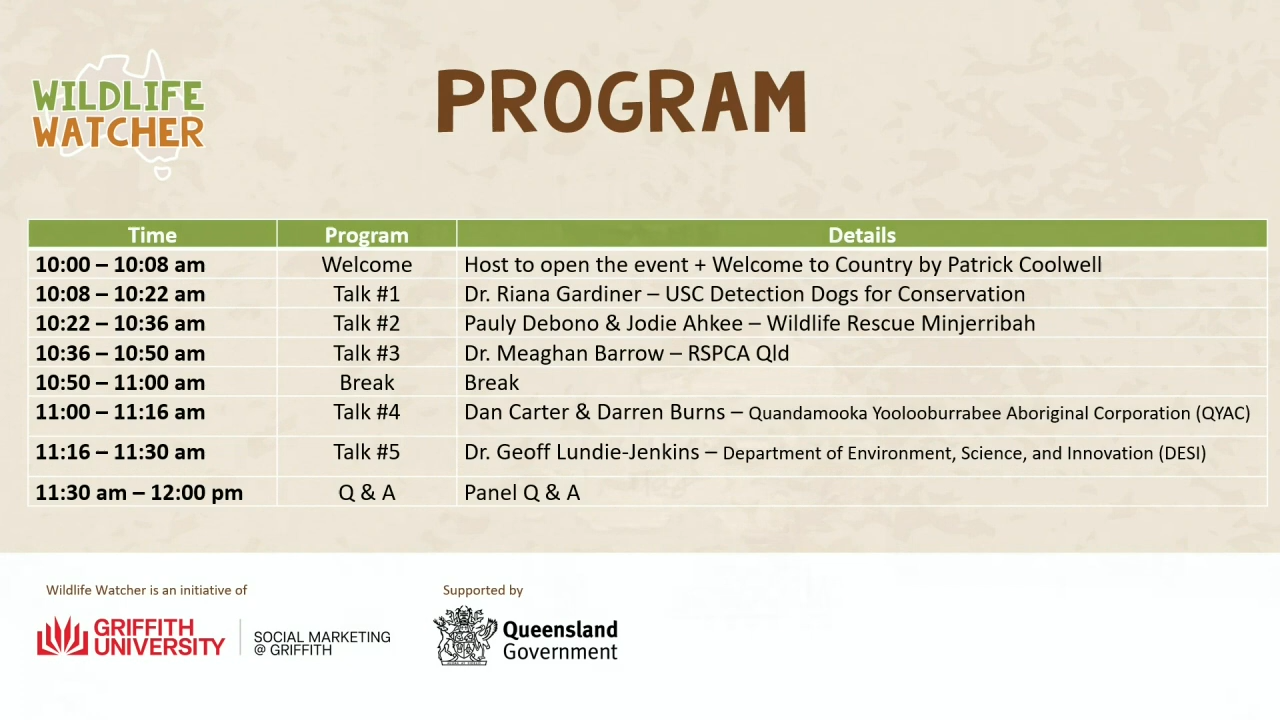 WILDLIFE
WATCHER
PROGRAM
Time Program Details
10:00 – 10:08 am Welcome Host to open the event + Welcome to Country by Patrick Coolwell
10:08 – 10:22 am Talk #1 Dr. Riana Gardiner – USC Detection Dogs for Conservation
10:22 – 10:36 am Talk #2 Pauly Debono & Jodie Ahkee – Wildlife Rescue Minjerribah
10:36 – 10:50 am Talk #3 Dr. Meaghan Barrow – RSPCA Qld
10:50 – 11:00 am Break Break
11:00 – 11:16 am Talk #4 Dan Carter & Darren Burns – Quandamooka Yoolooburrabee Aboriginal Corporation (QYAC)
11:16 – 11:30 am Talk #5 Dr. Geoff Lundie-Jenkins – Department of Environment, Science, and Innovation (DESI)
11:30 am – 12:00 pm Q & A Panel Q & A
Wildlife Watcher is an initiative of
GRIFFITH
UNIVERSITY
SOCIAL MARKETING
@ GRIFFITH
Supported by
Queensland
Government